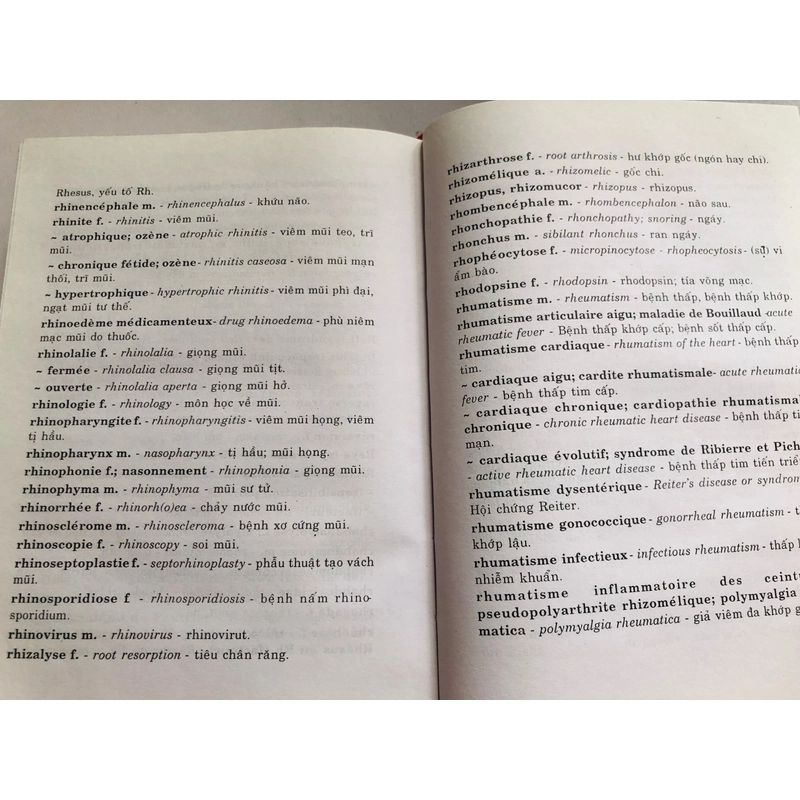 Rhesus, yếu tố Rh.
rhinencéphale m. - rhinencephalus - khứu não.
rhinite f. - rhinitis - viêm mũi.
~ atrophique; ozène - atrophic rhinitis - viêm mũi teo, trĩ
mũi.
~ chronique fétide; ozène - rhinitis caseosa - viêm mũi mạn
thối, trĩ mũi.
~ hypertrophique - hypertrophic rhinitis - viêm mũi phì đại,
ngạt mũi tư thế.
rhinoedème médicamenteux - drug rhinoedema - phù niêm
mạc mũi do thuốc.
rhinolalie f. - rhinolalia - giọng mũi.
~ fermée - rhinolalia clausa - giọng mũi tịt.
~ ouverte - rhinolalia aperta - giọng mũi hở.
rhinologie f. - rhinology - môn học về mũi.
rhinopharyngite f. - rhinopharyngitis - viêm mũi họng, viêm
tị hầu.
rhinopharynx m. - nasopharynx - tị hầu; mũi họng.
rhinophonie f.; nasonnement - rhinophonia - giọng mũi.
rhinophyma m. - rhinophyma - mũi sư tử.
rhinorrhée f. - rhinorh(o)ea - chảy nước mũi.
rhinosclérome m. - rhinoscleroma - bệnh xơ cứng mũi.
rhinoscopie f. - rhinoscopy - soi mũi.
rhinoseptoplastie f. - septorhinoplasty - phẫu thuật tạo vách
mũi.
rhinosporidiose f - rhinosporidiosis - bệnh nấm rhino-
sporidium.
rhinovirus m. - rhinovirus - rhinovirut.
rhizalyse f. - root resorption - tiêu chân răng.
rhizarthrose f. - root arthrosis - hư khớp gốc (ngón hay chi).
rhizomélique a. - rhizomelic - gốc chi.
rhizopus, rhizomucor - rhizopus - rhizopus.
rhombencéphale m. - rhombencephalon - não sau.
rhonchopathie f. - rhonchopathy; snoring - ngáy.
rhonchus m. - sibilant rhonchus - ran ngáy.
rhophéocytose f. - micropinocytose - rhopheocytosis - (sự) vi
ẩm bào.
rhodopsine f. - rhodopsin - rhodopsin; tía võng mạc.
rhumatisme m. - rheumatism - bệnh thấp, bệnh thấp khớp.
rhumatisme articulaire aigu; maladie de Bouillaud - acute
rheumatic fever - Bệnh thấp khớp cấp; bệnh sốt thấp cấp.
rhumatisme cardiaque - rhumatism of the heart - bệnh thấp
tim.
~ cardiaque aigu; cardite rhumatismale - acute rheumatic
fever - bệnh thấp tim cấp.
~ cardiaque chronique; cardiopathie rhumatismal
chronique - chronic rheumatic heart disease - bệnh thấp tim
mạn.
~ cardiaque évolutif; syndrome de Ribierre et Pich
- active rheumatic heart disease - bệnh thấp tim tiến triể
rhumatisme dysentérique - Reiter's disease or syndrom
Hội chứng Reiter.
rhumatisme gonococcique - gonorrheal rheumatism - th
khớp lậu.
rhumatisme infectieux - infectious rheumatism - thấp
nhiễm khuẩn.
rhumatisme inflammatoire des ceintu
pseudopolyarthrite rhizomélique; polymyalgia
matica - polymyalgia rheumatica - giả viêm đa khớp g